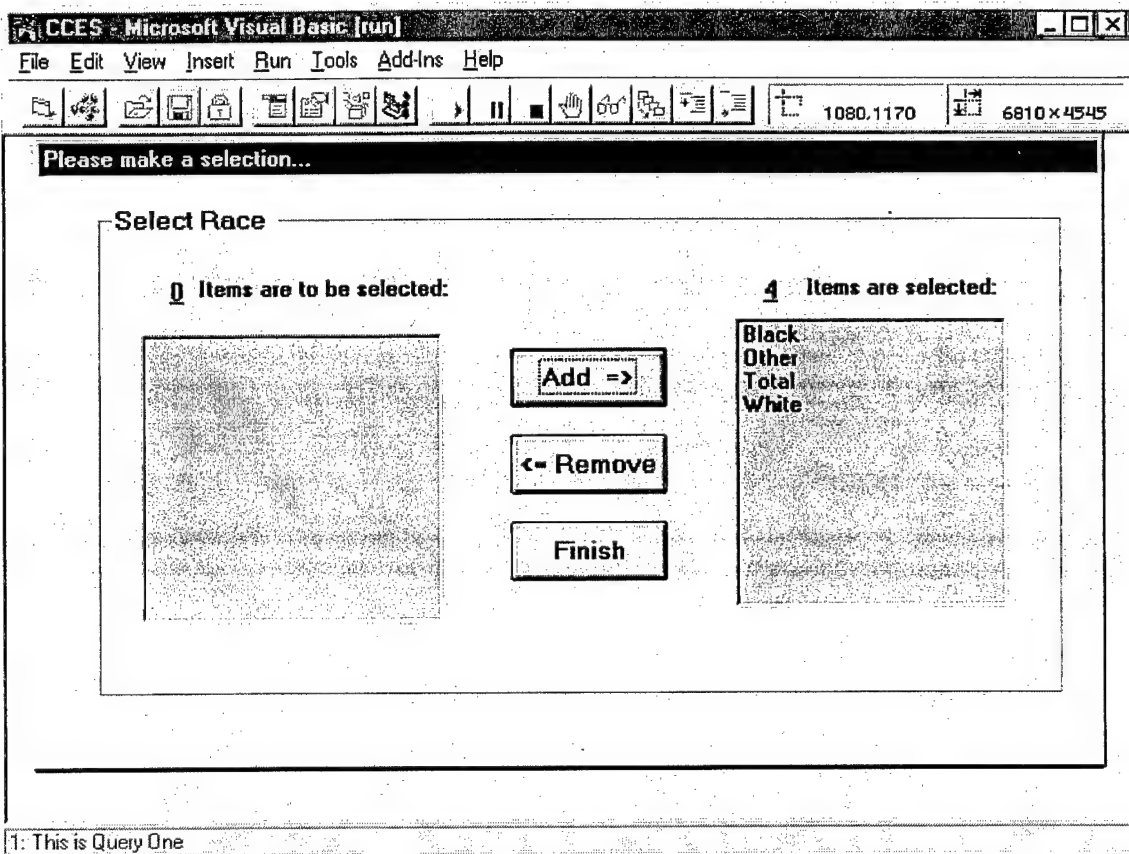 CCES - Microsoft Visual Basic [run]
File Edit View Insert Run Tools Add-Ins Help
1080,1170 6810×4545
Please make a selection...
Select Race
0 Items are to be selected:
4 Items are selected:
Black
Other
Total
White
Add =>
<= Remove
Finish
1: This is Query One